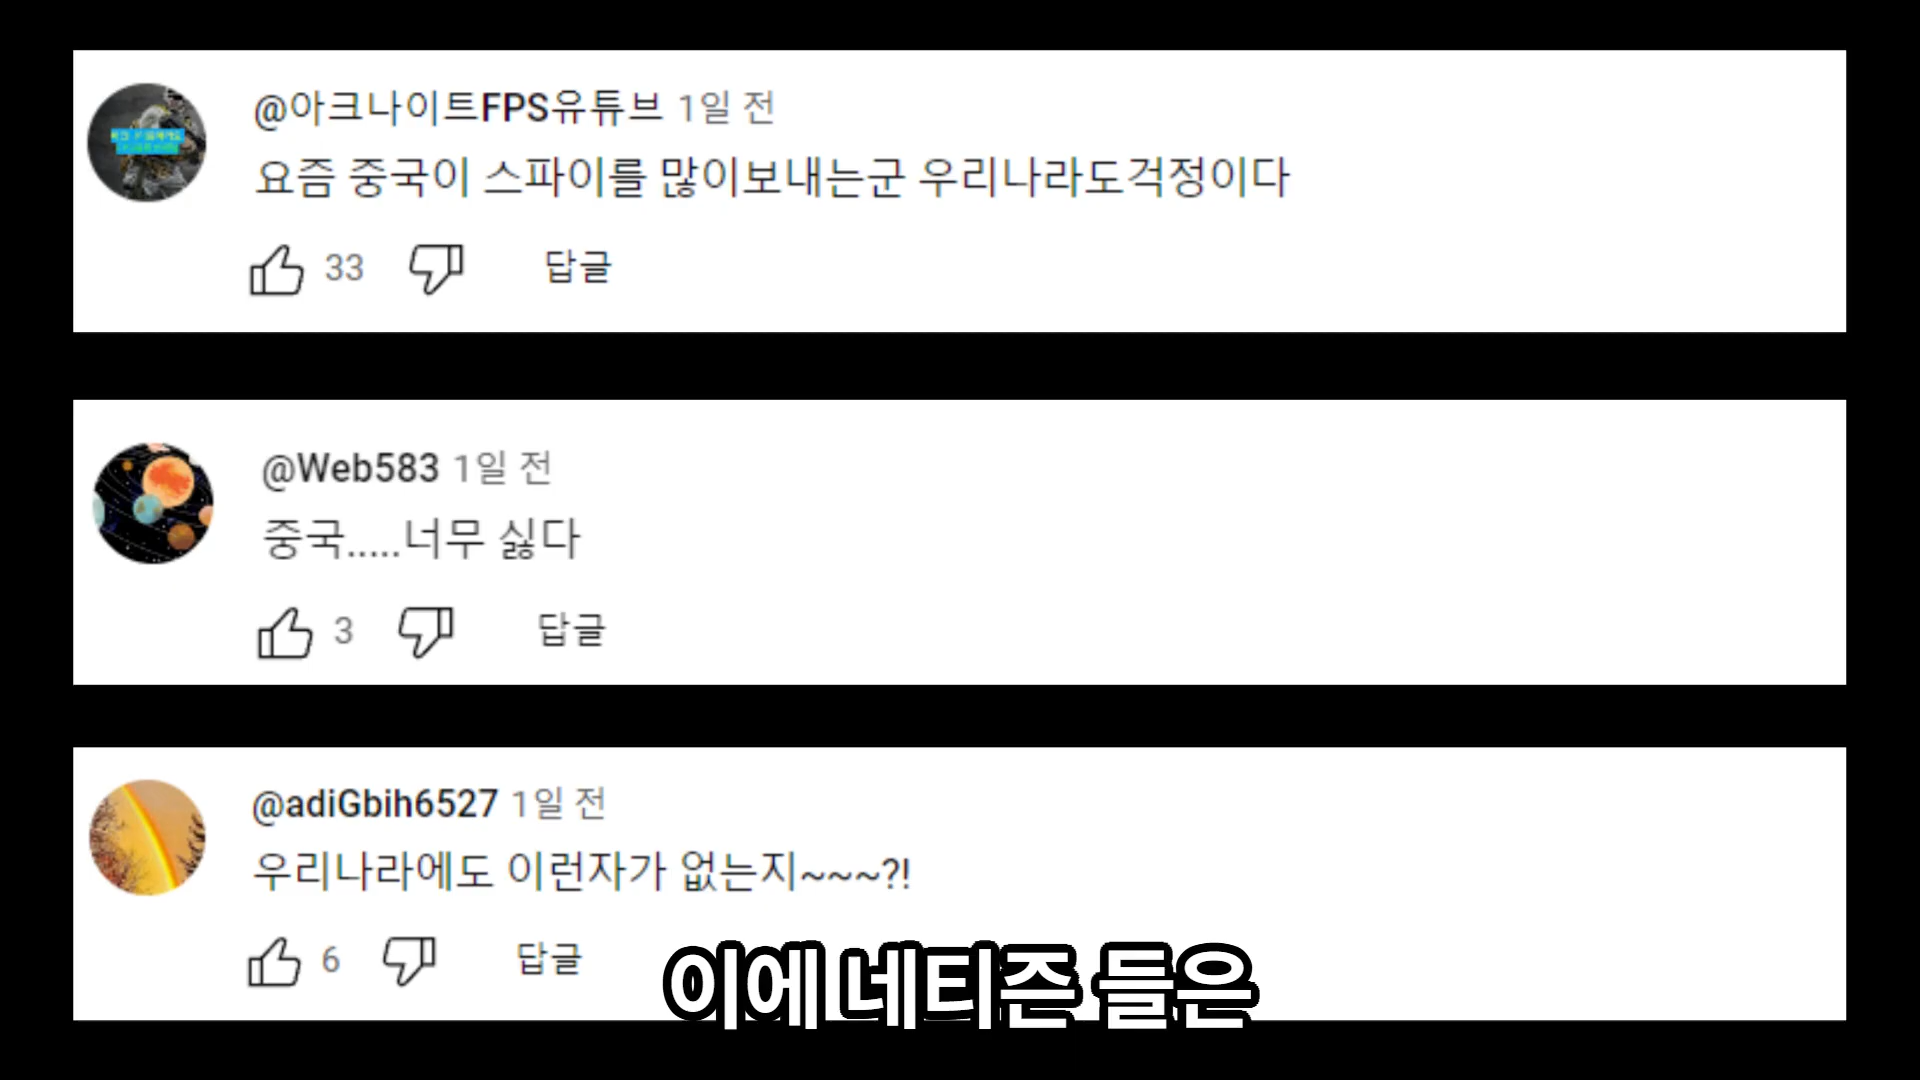 @아크나이트FPS유튜브 1일 전
요즘 중국이 스파이를 많이보내는군 우리나라도걱정이다
33 답글
@Web583 1일 전
중국.....너무 싫다
3 답글
@adiGbih6527 1일 전
우리나라에도 이런자가 없는지~~~?!
6 답글
이에 네티즌 들은